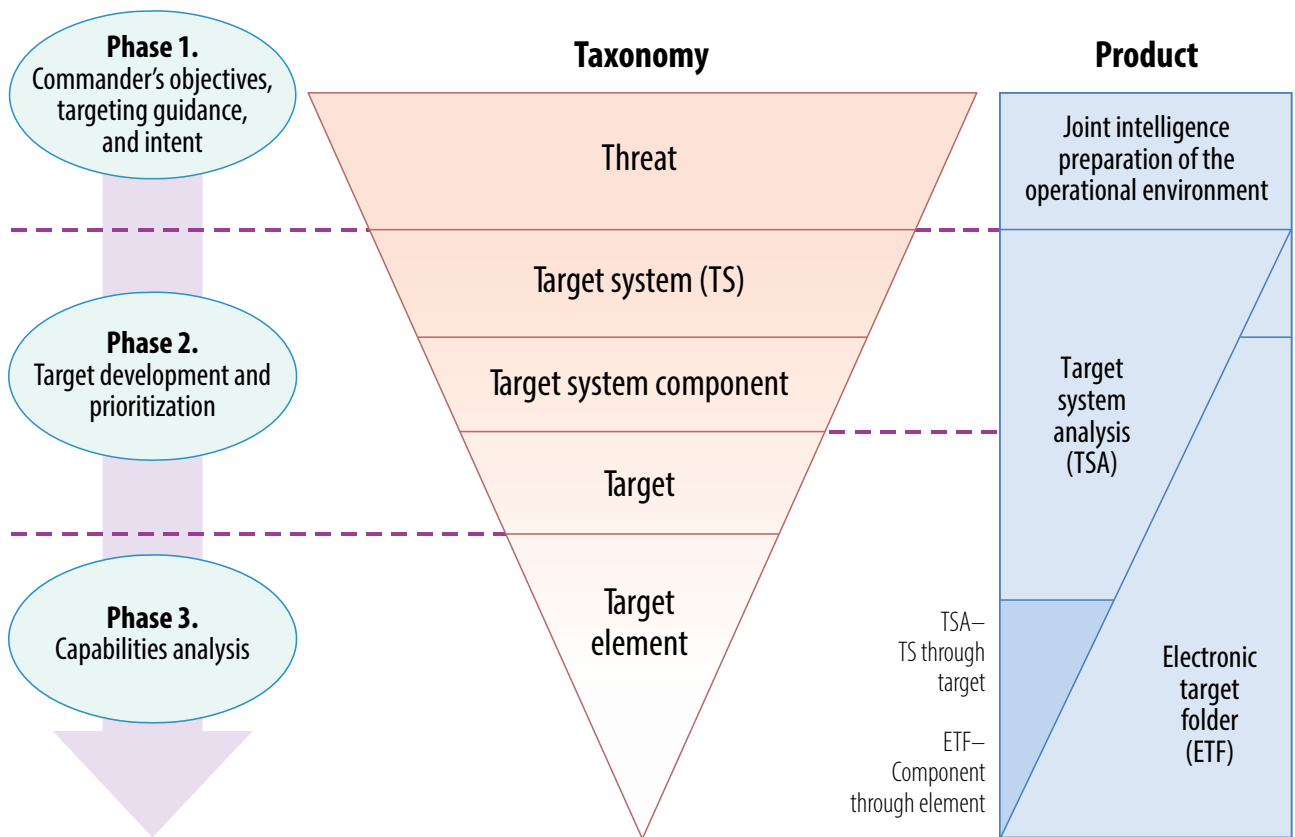 Phase 1.
Commander's objectives,
targeting guidance,
and intent
Phase 2.
Target development and
prioritization
Phase 3.
Capabilities analysis
Taxonomy
Threat
Target system (TS)
Target system component
Target
Target
element
Product
Joint intelligence
preparation of the
operational environment
Target
system
analysis
(TSA)
TSA–
TS through
target
ETF–
Component
through element
Electronic
target
folder
(ETF)